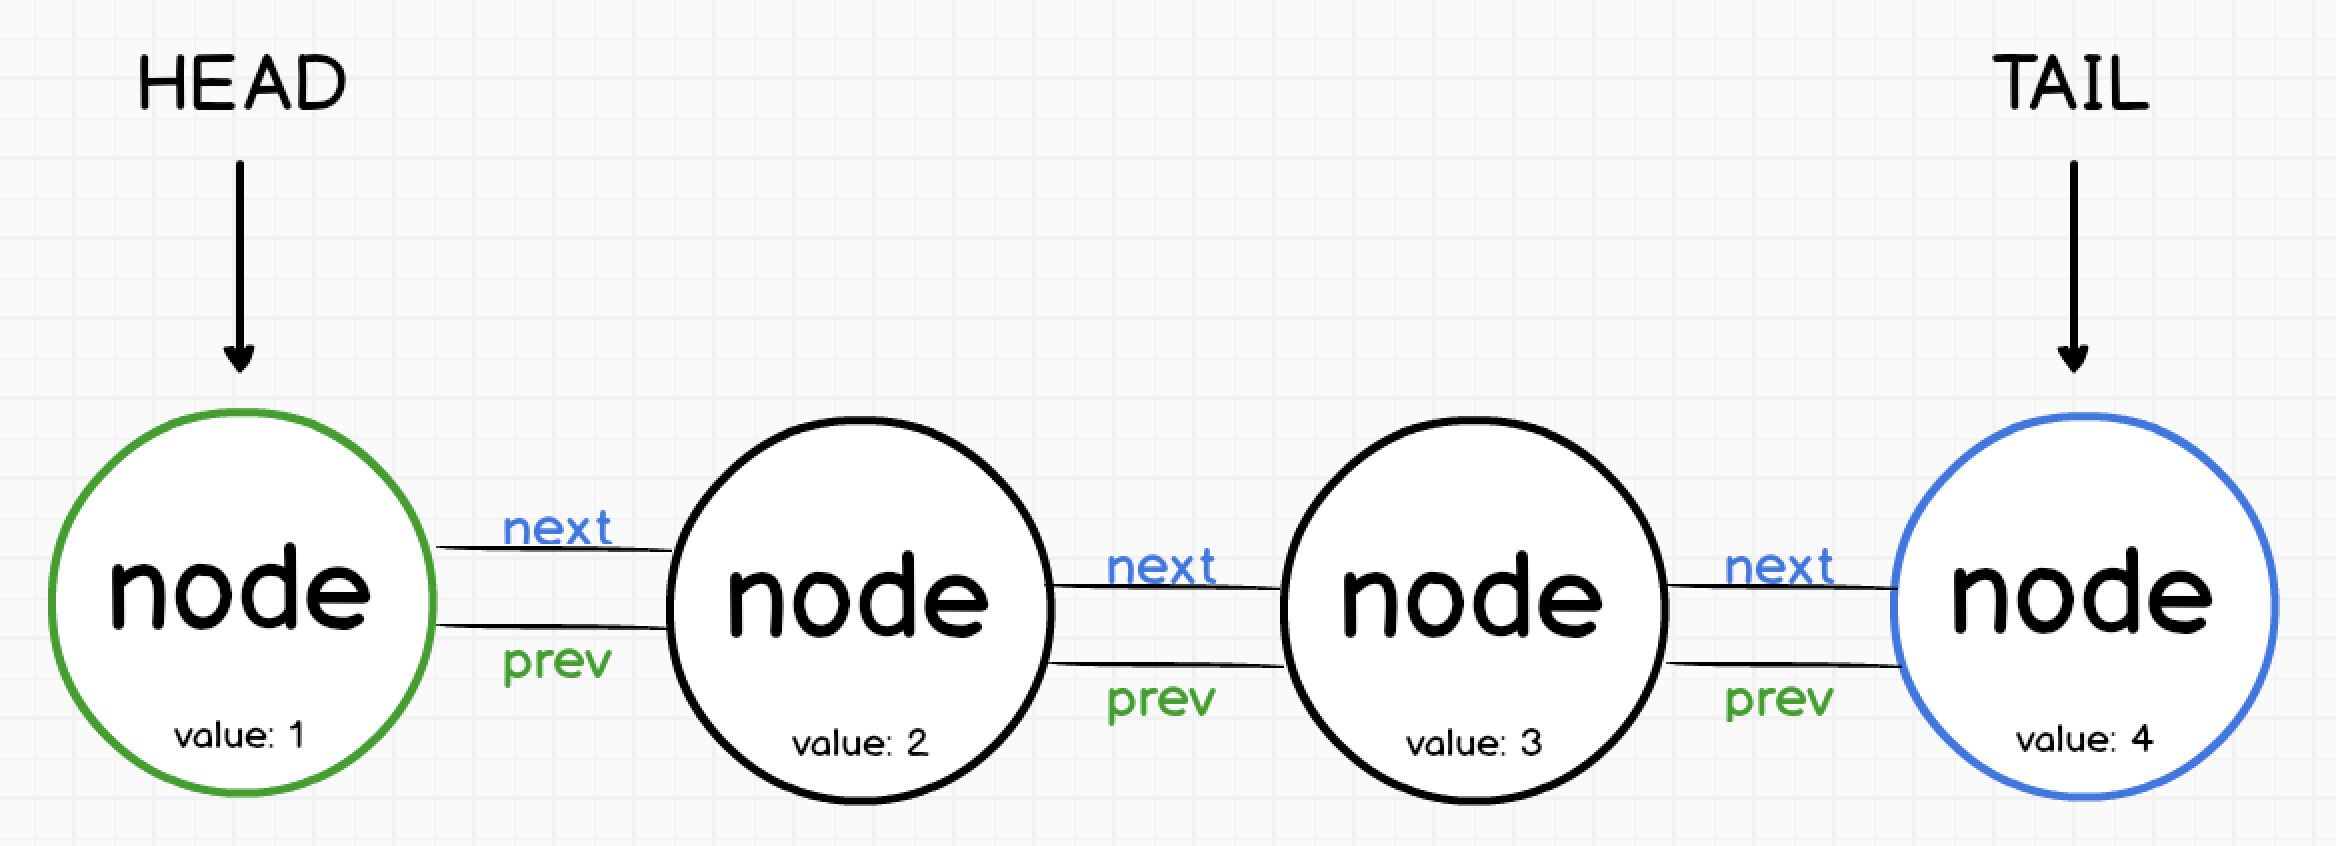 HEAD
TAIL
node
value: 1
next
prev
node
value: 2
next
prev
node
value: 3
next
prev
node
value: 4